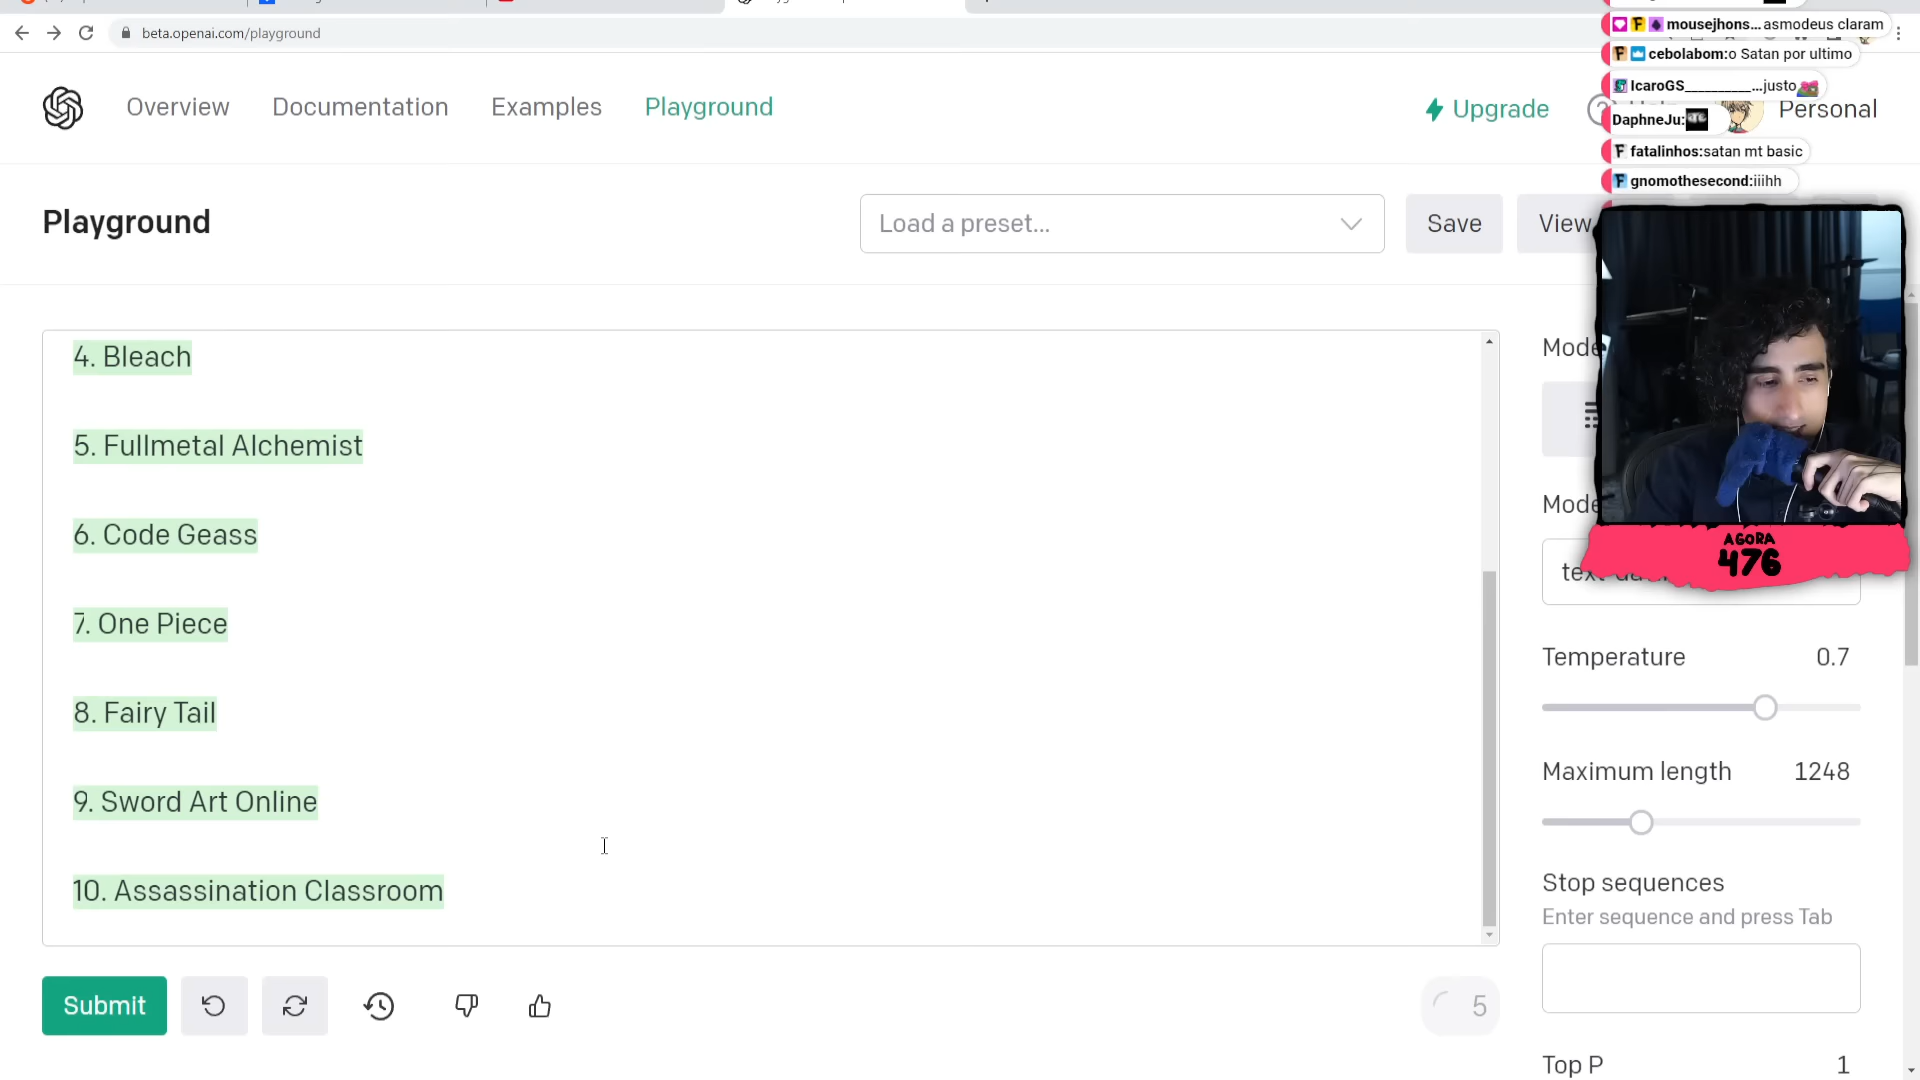 beta.openai.com/playground
mousejhons... asmodeus claram
cebolabom: o Satan por ultimo
IcaroGS__________... justo
DaphneJu:
fatalinhos: satan mt basic
gnomothesecond: iiihh
Overview Documentation Examples Playground
Upgrade
Personal
Playground
Load a preset...
Save
View
4. Bleach
5. Fullmetal Alchemist
6. Code Geass
7. One Piece
8. Fairy Tail
9. Sword Art Online
10. Assassination Classroom
Mode
AGORA
476
Temperature 0.7
Maximum length 1248
Stop sequences
Enter sequence and press Tab
Top P 1
Submit
5